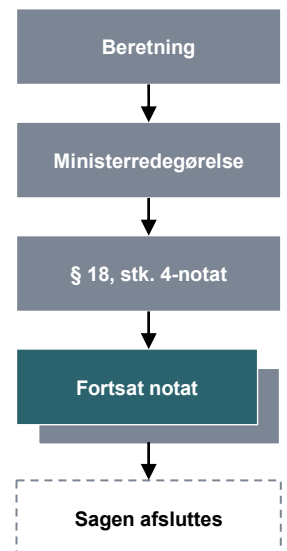 Beretning
Ministerredegørelse
§ 18, stk. 4-notat
Fortsat notat
Sagen afsluttes